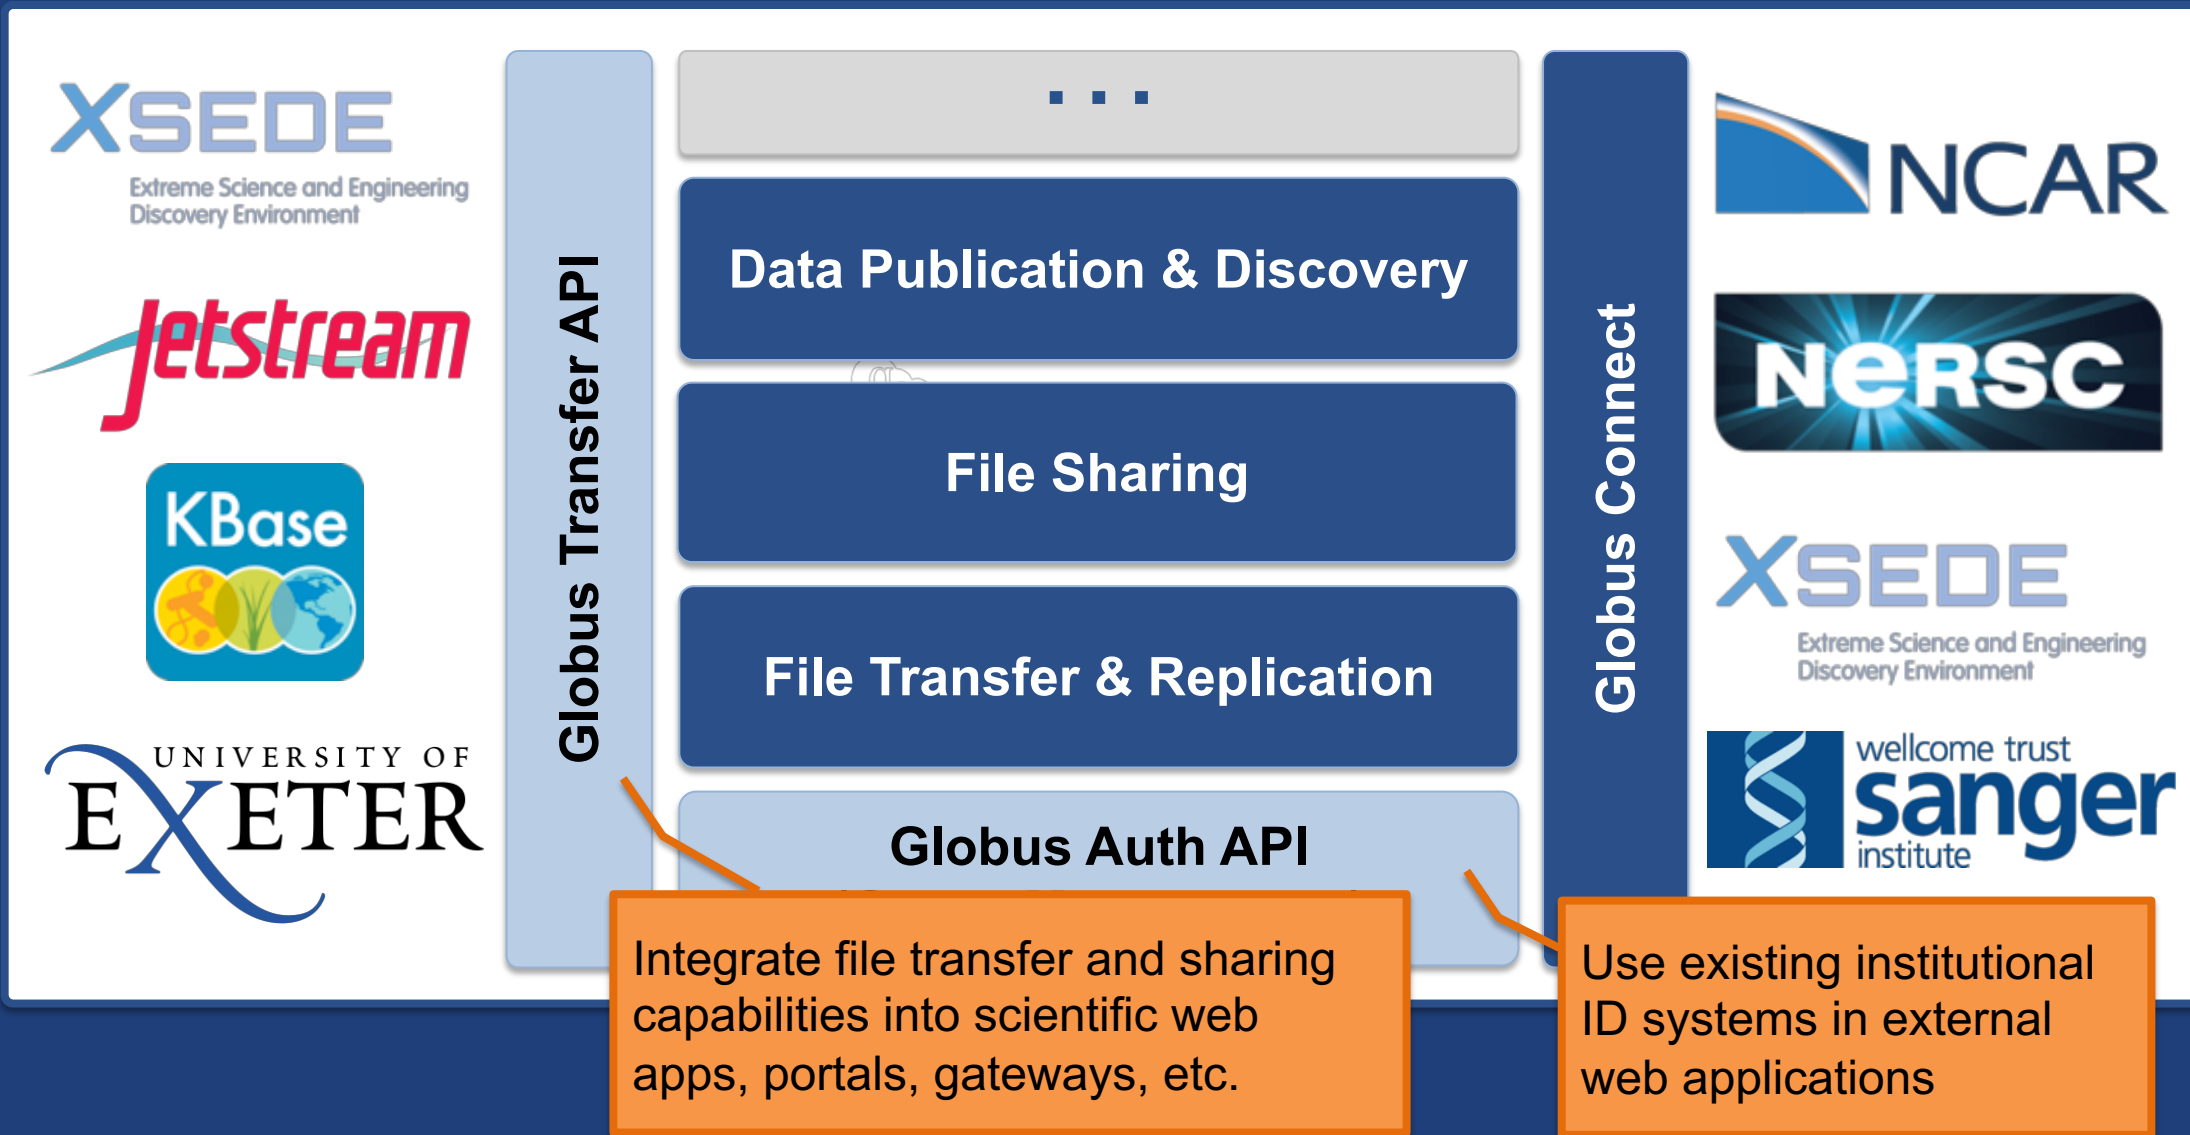 XSEDE
Extreme Science and Engineering
Discovery Environment
Jetstream
KBase
UNIVERSITY OF
EXETER
Globus Transfer API
. . .
Data Publication & Discovery
File Sharing
File Transfer & Replication
Globus Auth API
Globus Connect
NCAR
NERSC
XSEDE
Extreme Science and Engineering
Discovery Environment
wellcome trust
sanger
institute
Integrate file transfer and sharing
capabilities into scientific web
apps, portals, gateways, etc.
Use existing institutional
ID systems in external
web applications